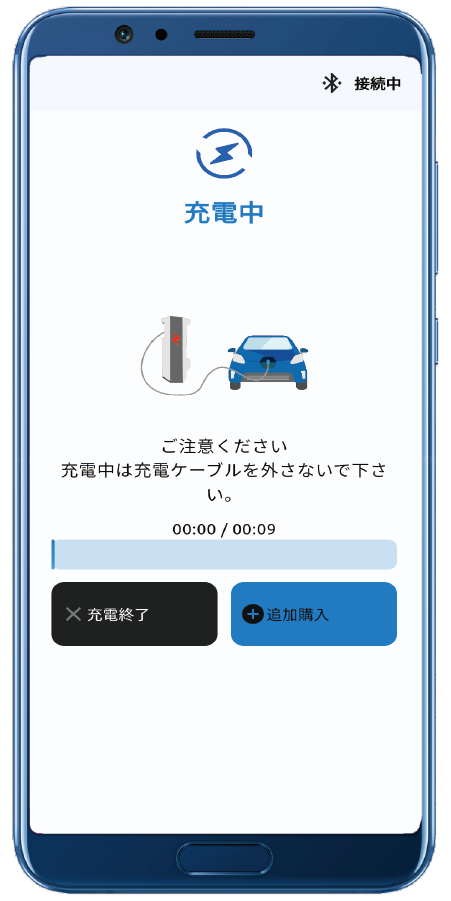 接続中
充電中
ご注意ください
充電中は充電ケーブルを外さないで下さ
い。
00:00 / 00:09
充電終了
追加購入